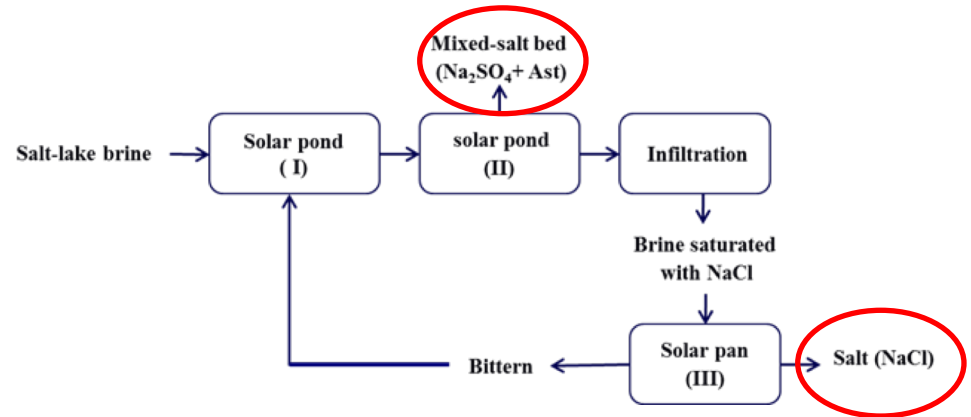 Mixed-salt bed
(Na₂SO₄+ Ast)
Salt-lake brine
Solar pond
( I)
solar pond
(II)
Infiltration
Brine saturated
with NaCl
Solar pan
(III)
Salt (NaCl)
Bittern